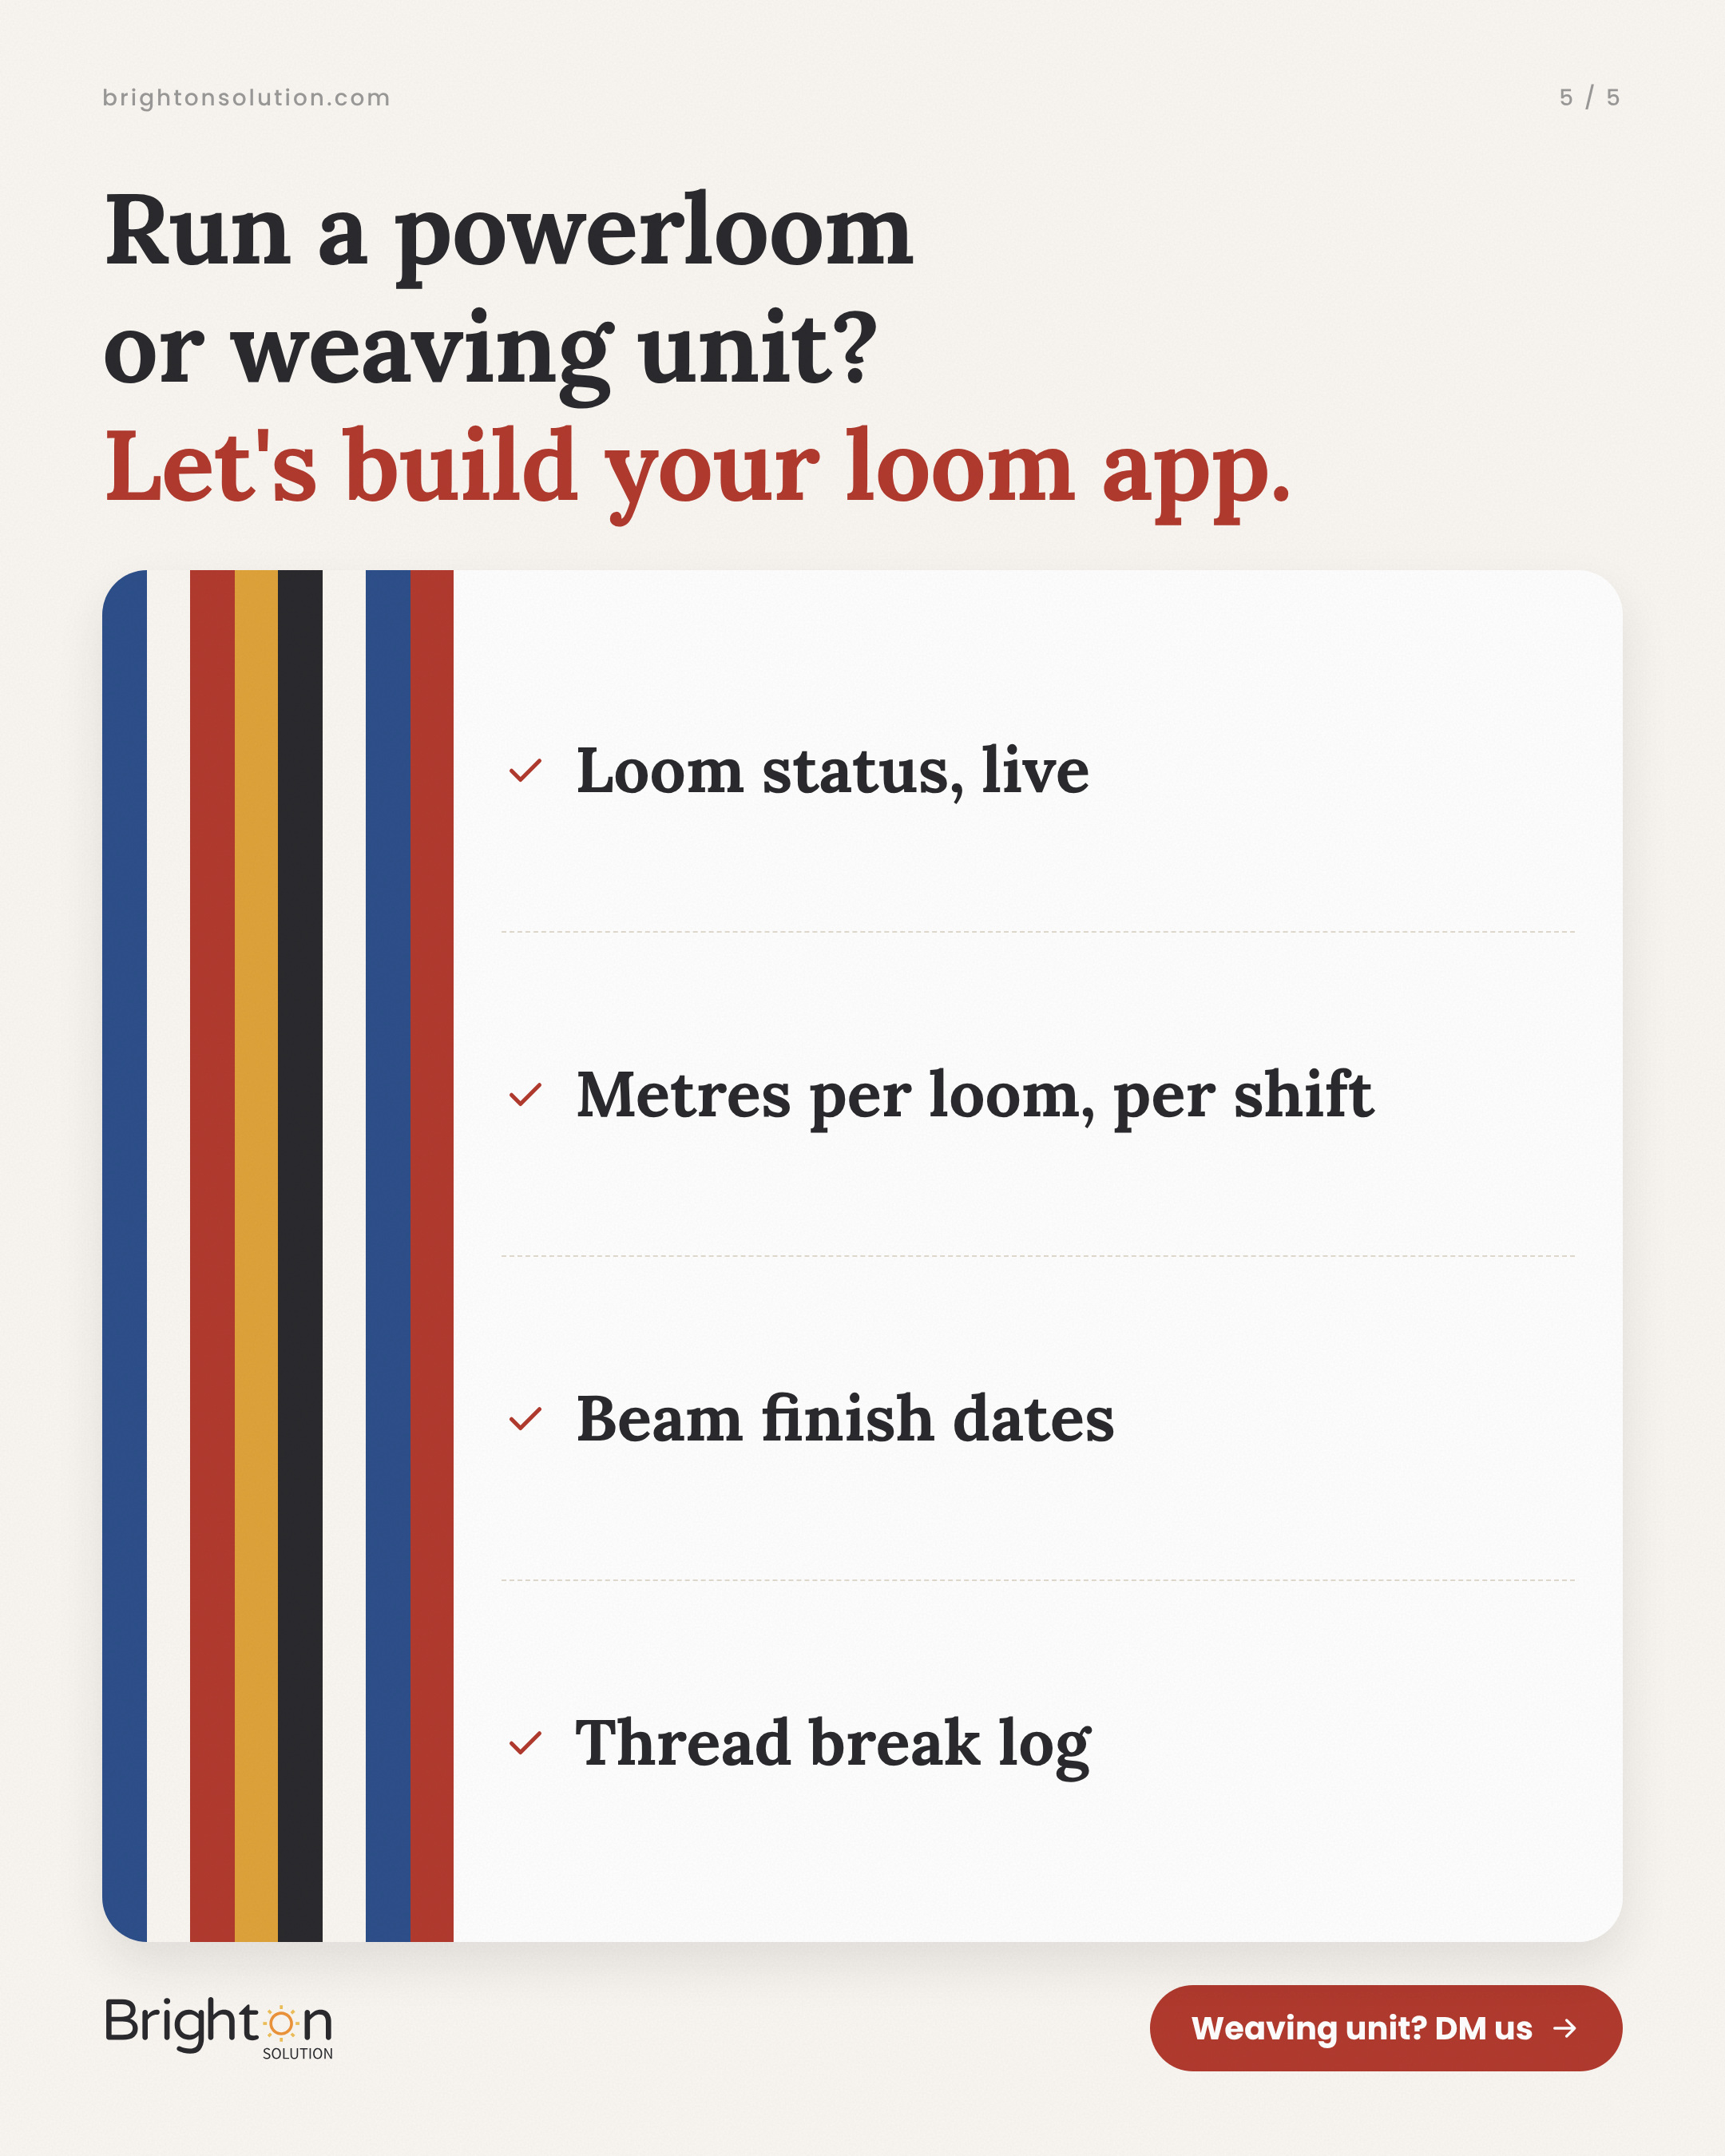 brightonsolution.com
5 / 5
Run a powerloom
or weaving unit?
Let's build your loom app.
Loom status, live
Metres per loom, per shift
Beam finish dates
Thread break log
Brighton
SOLUTION
Weaving unit? DM us →